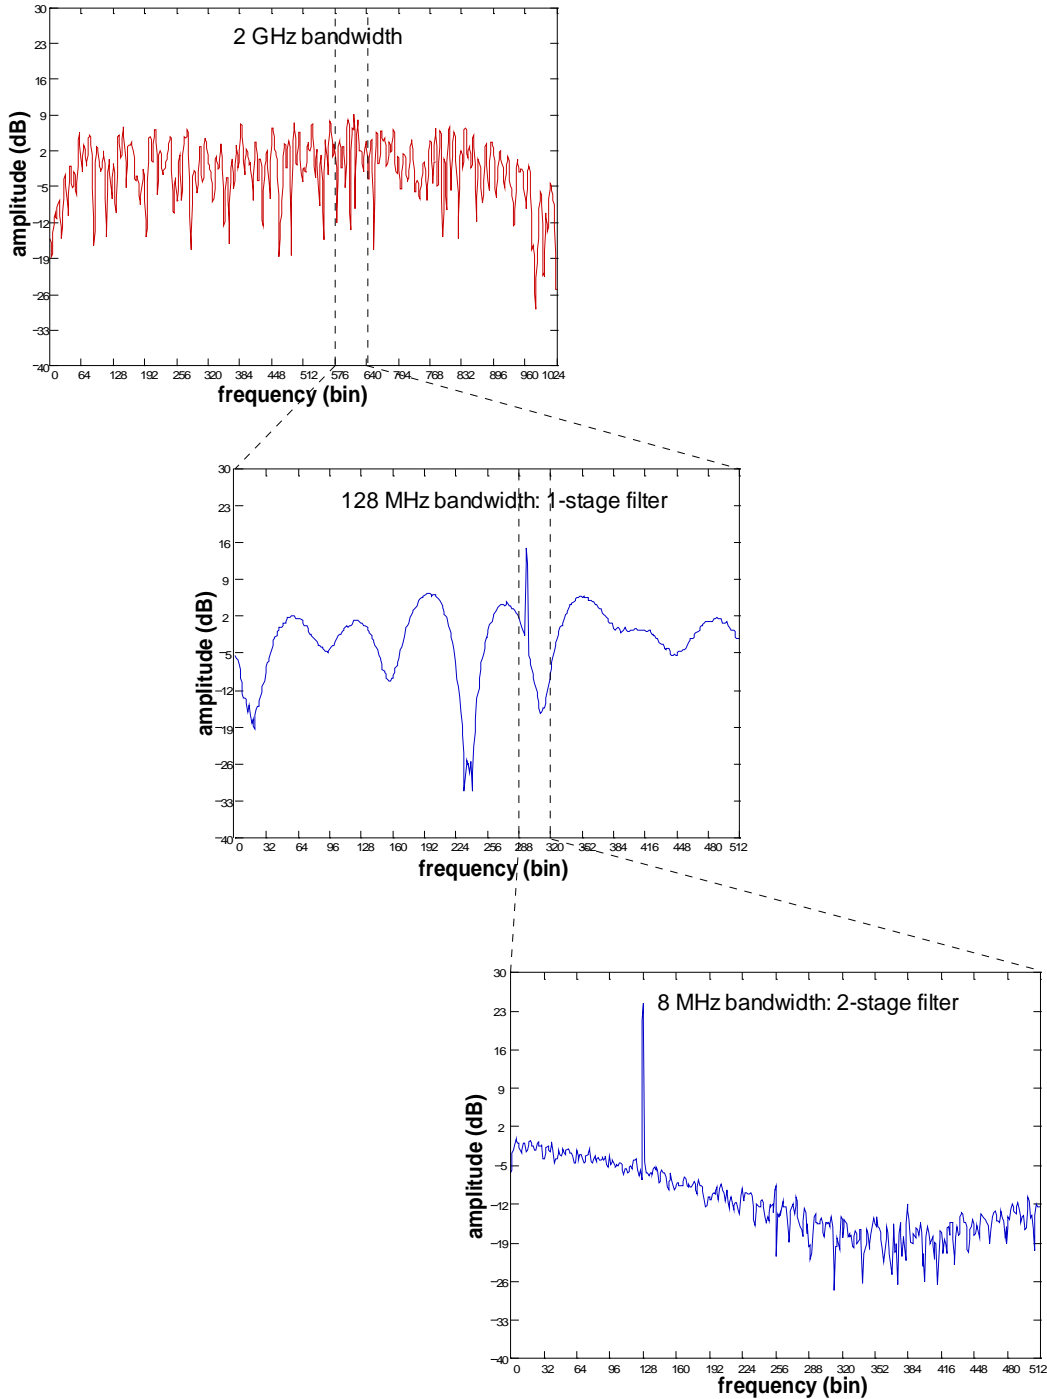 2 GHz bandwidth
30
23
16
9
2
-5
-12
-19
-26
-33
-40
amplitude (dB)
0 64 128 192 256 320 384 448 512 576 640 704 768 832 896 960 1024
frequency (bin)
128 MHz bandwidth: 1-stage filter
30
23
16
9
2
-5
-12
-19
-26
-33
-40
amplitude (dB)
0 32 64 96 128 160 192 224 256 288 320 362 384 416 448 480 512
frequency (bin)
8 MHz bandwidth: 2-stage filter
30
23
16
9
2
-5
-12
-19
-26
-33
-40
amplitude (dB)
0 32 64 96 128 160 192 224 256 288 320 352 384 416 448 480 512
frequency (bin)